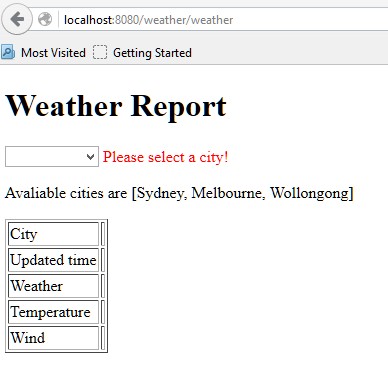 localhost:8080/weather/weather
Most Visited Getting Started
Weather Report
Please select a city!
Avaliable cities are [Sydney, Melbourne, Wollongong]
City
Updated time
Weather
Temperature
Wind